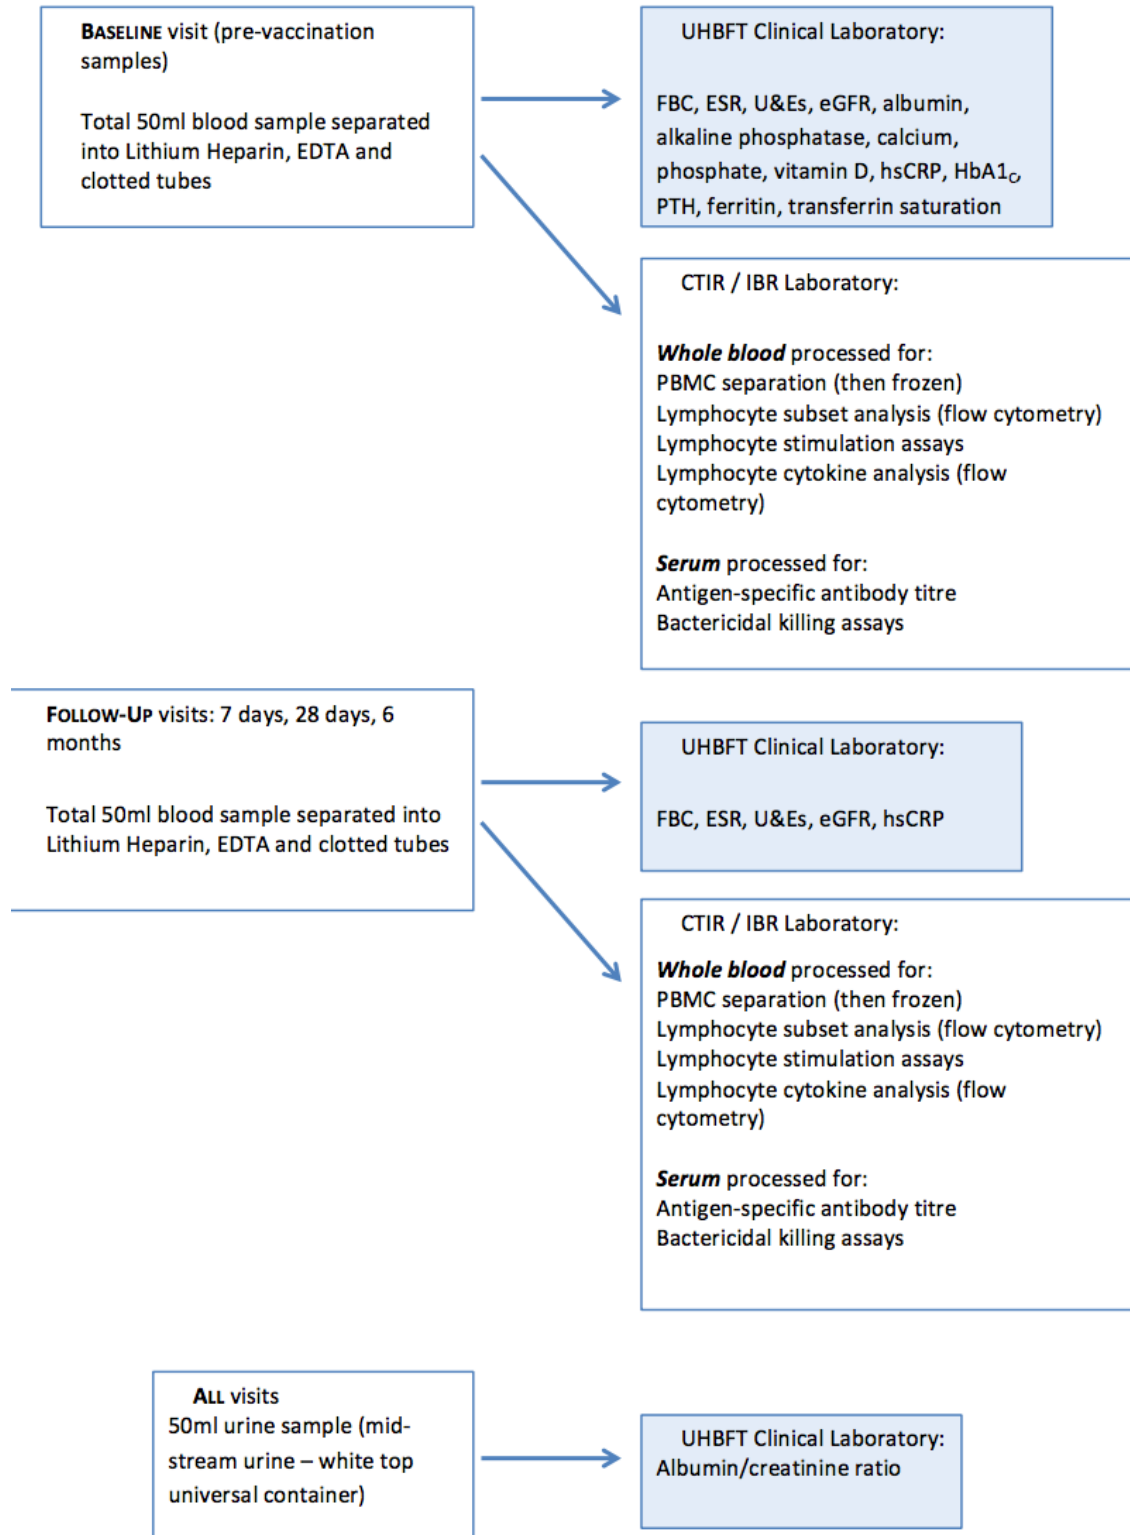 BASELINE visit (pre-vaccination
samples)
Total 50ml blood sample separated
into Lithium Heparin, EDTA and
clotted tubes
UHBFT Clinical Laboratory:
FBC, ESR, U&Es, eGFR, albumin,
alkaline phosphatase, calcium,
phosphate, vitamin D, hsCRP, HbA1C,
PTH, ferritin, transferrin saturation
CTIR / IBR Laboratory:
Whole blood processed for:
PBMC separation (then frozen)
Lymphocyte subset analysis (flow cytometry)
Lymphocyte stimulation assays
Lymphocyte cytokine analysis (flow
cytometry)
Serum processed for:
Antigen-specific antibody titre
Bactericidal killing assays
FOLLOW-UP visits: 7 days, 28 days, 6
months
Total 50ml blood sample separated into
Lithium Heparin, EDTA and clotted tubes
UHBFT Clinical Laboratory:
FBC, ESR, U&Es, eGFR, hsCRP
CTIR / IBR Laboratory:
Whole blood processed for:
PBMC separation (then frozen)
Lymphocyte subset analysis (flow cytometry)
Lymphocyte stimulation assays
Lymphocyte cytokine analysis (flow
cytometry)
Serum processed for:
Antigen-specific antibody titre
Bactericidal killing assays
ALL visits
50ml urine sample (mid-
stream urine – white top
universal container)
UHBFT Clinical Laboratory:
Albumin/creatinine ratio